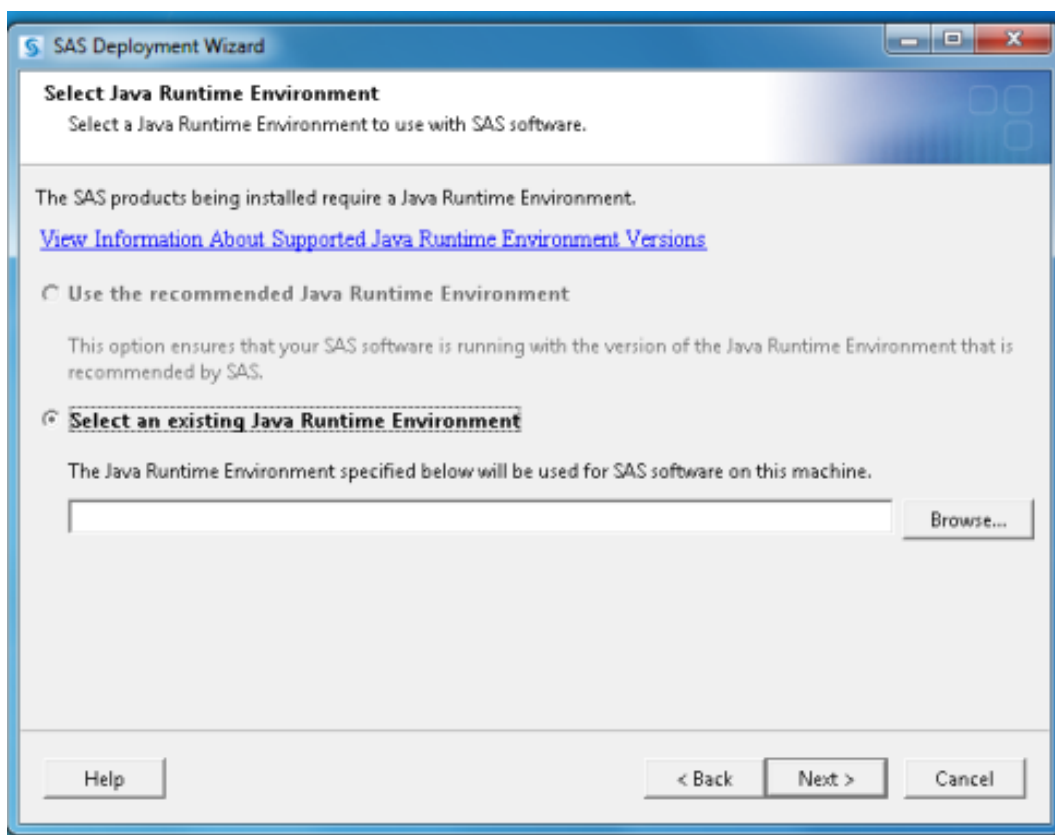 SAS Deployment Wizard
Select Java Runtime Environment
Select a Java Runtime Environment to use with SAS software.
The SAS products being installed require a Java Runtime Environment.
View Information About Supported Java Runtime Environment Versions
Use the recommended Java Runtime Environment
This option ensures that your SAS software is running with the version of the Java Runtime Environment that is
recommended by SAS.
Select an existing Java Runtime Environment
The Java Runtime Environment specified below will be used for SAS software on this machine.
Browse...
Help
< Back
Next >
Cancel